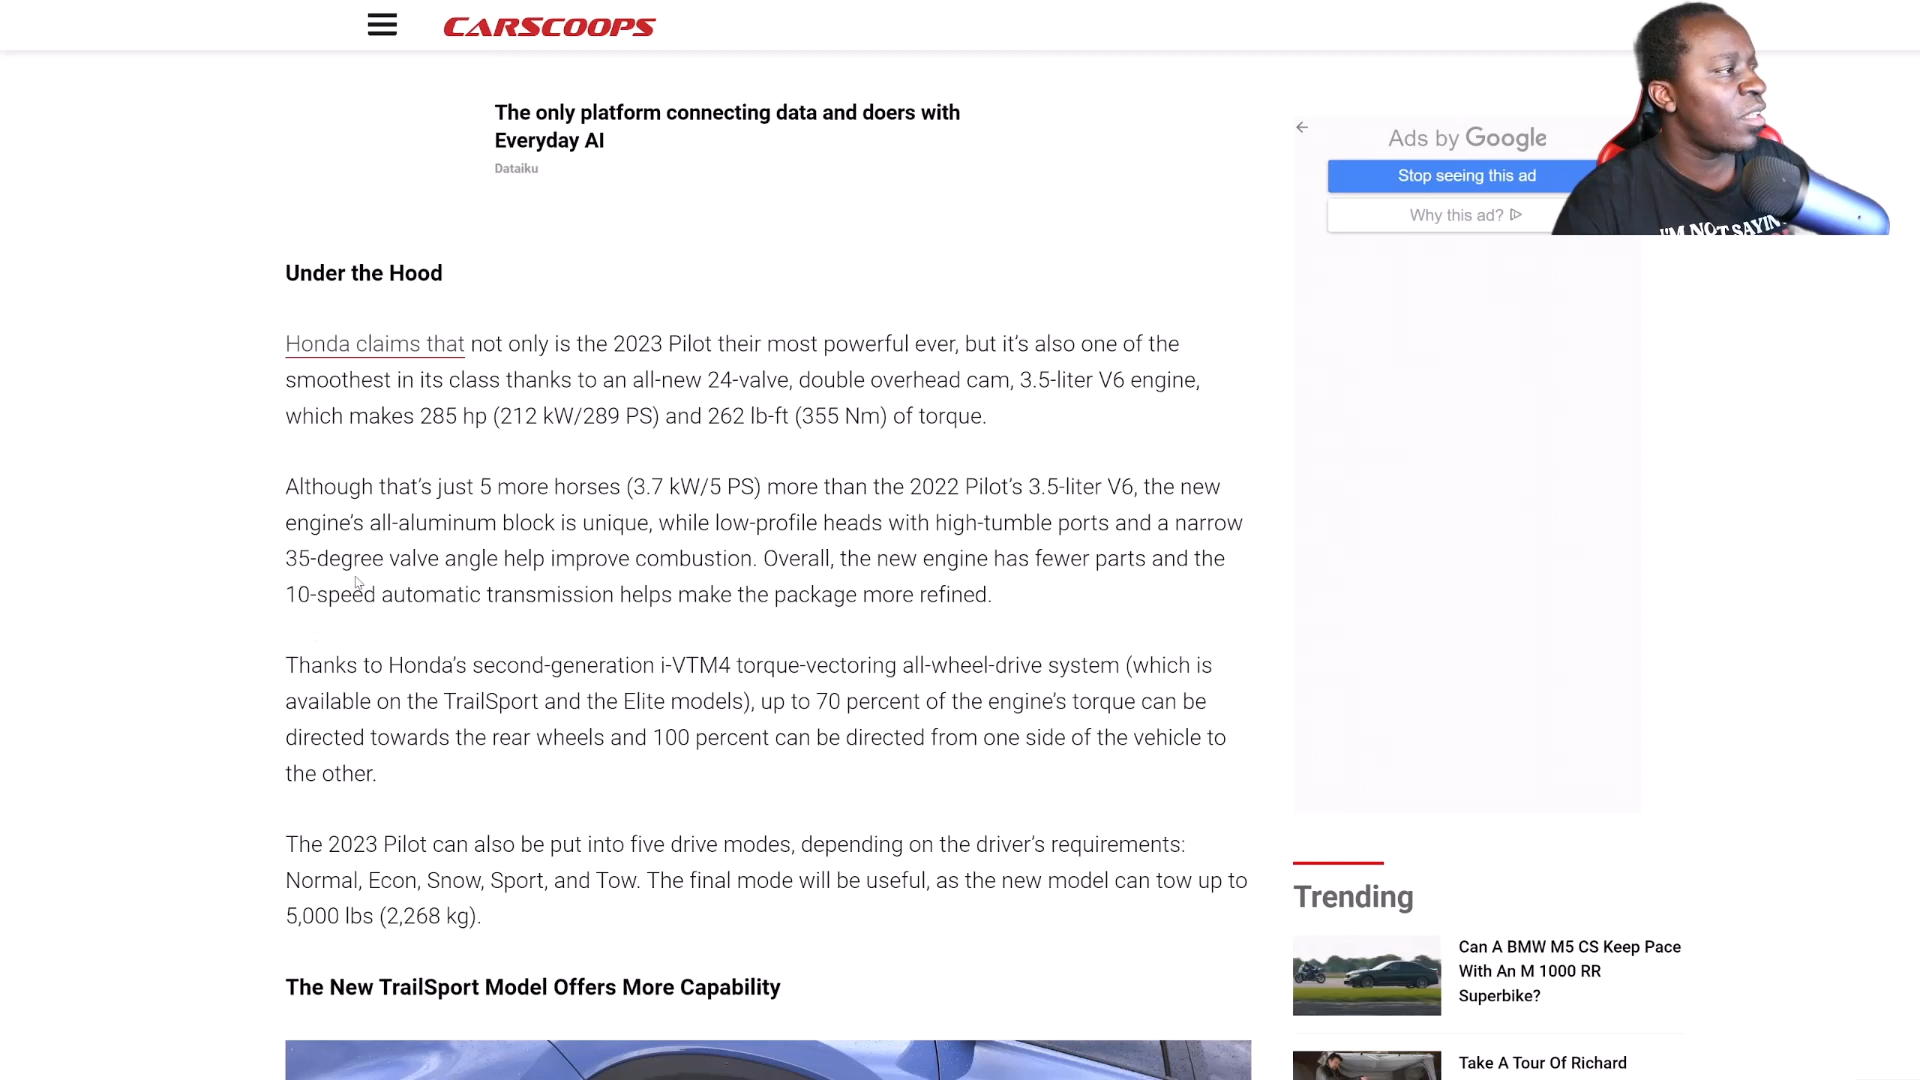 CARSCOOPS
The only platform connecting data and doers with
Everyday AI
Dataiku
Ads by Google
Stop seeing this ad
Why this ad?
I'M NOT SAYIN'
Under the Hood
Honda claims that not only is the 2023 Pilot their most powerful ever, but it’s also one of the
smoothest in its class thanks to an all-new 24-valve, double overhead cam, 3.5-liter V6 engine,
which makes 285 hp (212 kW/289 PS) and 262 lb-ft (355 Nm) of torque.
Although that’s just 5 more horses (3.7 kW/5 PS) more than the 2022 Pilot’s 3.5-liter V6, the new
engine’s all-aluminum block is unique, while low-profile heads with high-tumble ports and a narrow
35-degree valve angle help improve combustion. Overall, the new engine has fewer parts and the
10-speed automatic transmission helps make the package more refined.
Thanks to Honda’s second-generation i-VTM4 torque-vectoring all-wheel-drive system (which is
available on the TrailSport and the Elite models), up to 70 percent of the engine’s torque can be
directed towards the rear wheels and 100 percent can be directed from one side of the vehicle to
the other.
The 2023 Pilot can also be put into five drive modes, depending on the driver’s requirements:
Normal, Econ, Snow, Sport, and Tow. The final mode will be useful, as the new model can tow up to
5,000 lbs (2,268 kg).
The New TrailSport Model Offers More Capability
Trending
Can A BMW M5 CS Keep Pace
With An M 1000 RR
Superbike?
Take A Tour Of Richard